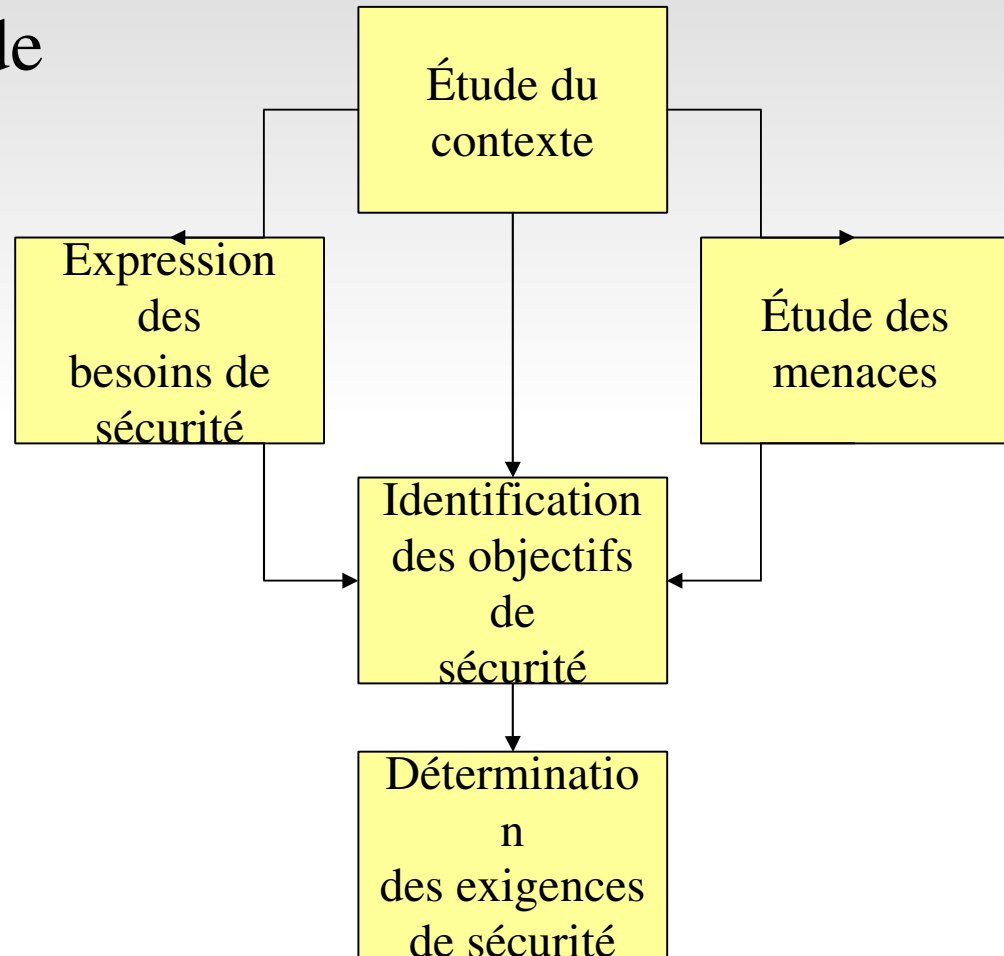 de
Étude du
contexte
Expression
des
besoins de
sécurité
Étude des
menaces
Identification
des objectifs
de
sécurité
Déterminatio
n
des exigences
de sécurité